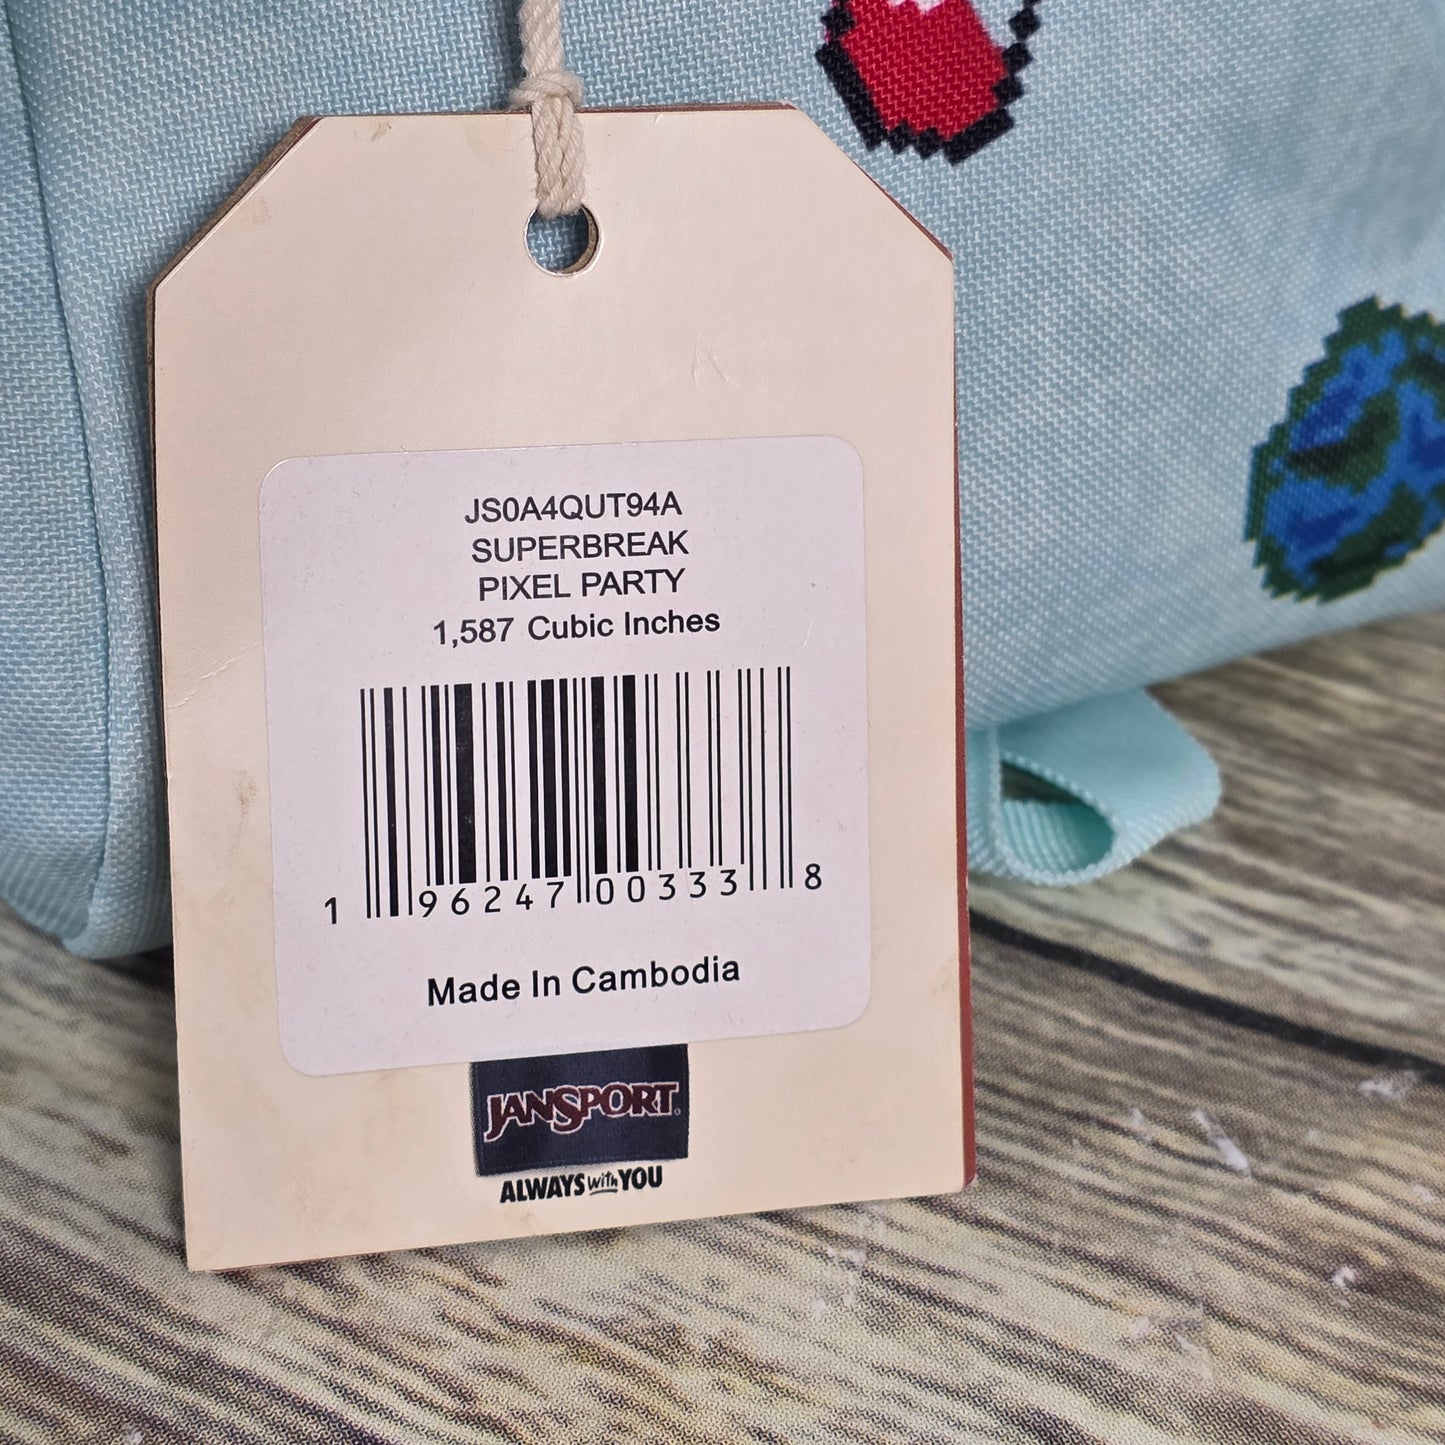 JS0A4QUT94A
SUPERBREAK
PIXEL PARTY
1,587 Cubic Inches
1 96247 00333 8
Made In Cambodia
JANSPORT.
ALWAYS with YOU